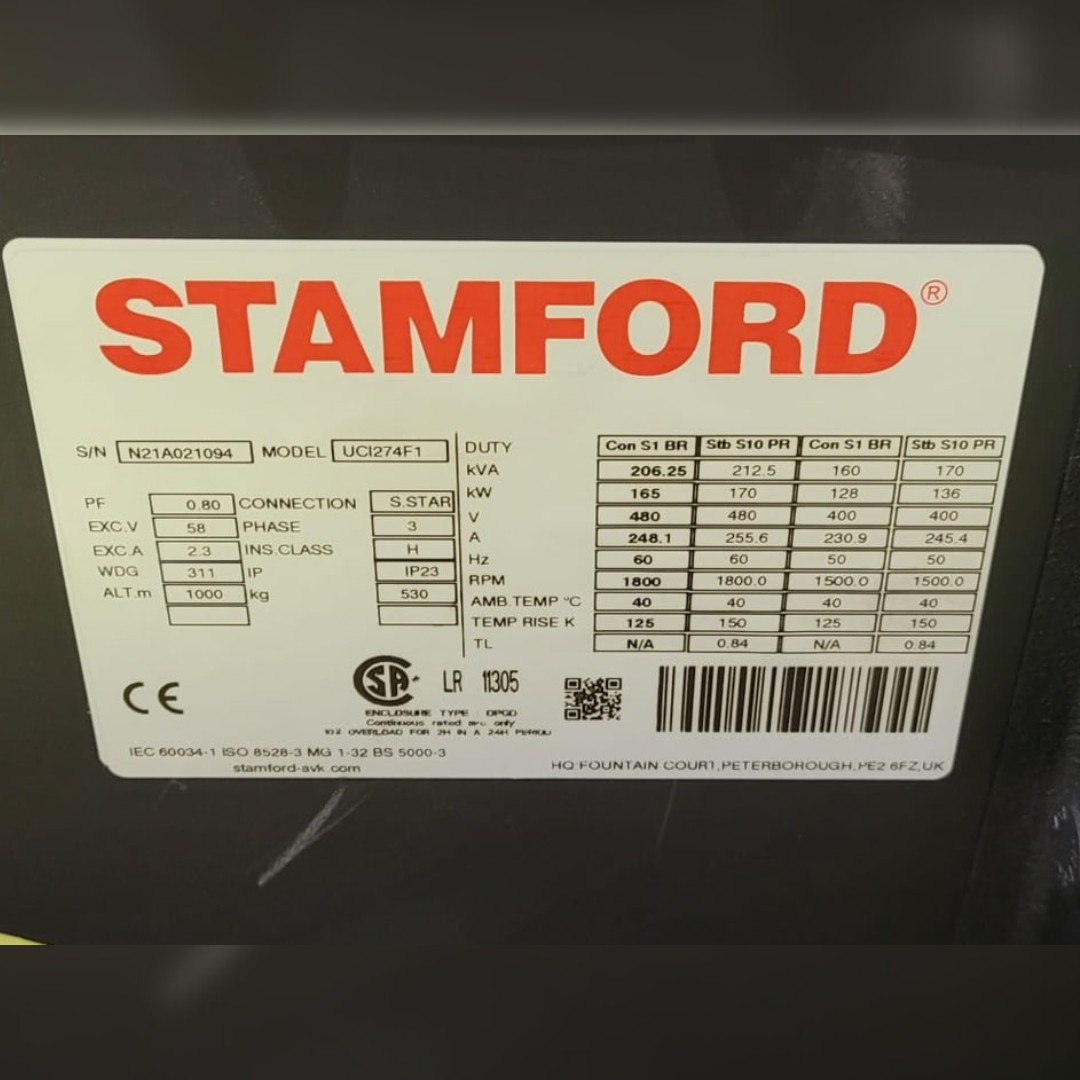 STAMFORD®
S/N N21A021094 MODEL UCI274F1
PF 0.80 CONNECTION S.STAR
EXC.V 58 PHASE 3
EXC.A 2.3 INS.CLASS H
WDG 311 IP IP23
ALT.m 1000 kg 530
DUTY Con S1 BR Stb S10 PR Con S1 BR Stb S10 PR
kVA 206.25 212.5 160 170
kW 165 170 128 136
V 480 480 400 400
A 248.1 255.6 230.9 245.4
Hz 60 60 50 50
RPM 1800 1800.0 1500.0 1500.0
AMB.TEMP °C 40 40 40 40
TEMP RISE K 125 150 125 150
TL N/A 0.84 N/A 0.84
CE
SA LR 11305
ENCLOSURE TYPE : DPGD
Continuous rated only
10% OVERLOAD FOR 2H IN A 24H PERIOD
IEC 60034-1 ISO 8528-3 MG 1-32 BS 5000-3
stamford-avk.com
HQ:FOUNTAIN COURT,PETERBOROUGH,PE2 6FZ,UK